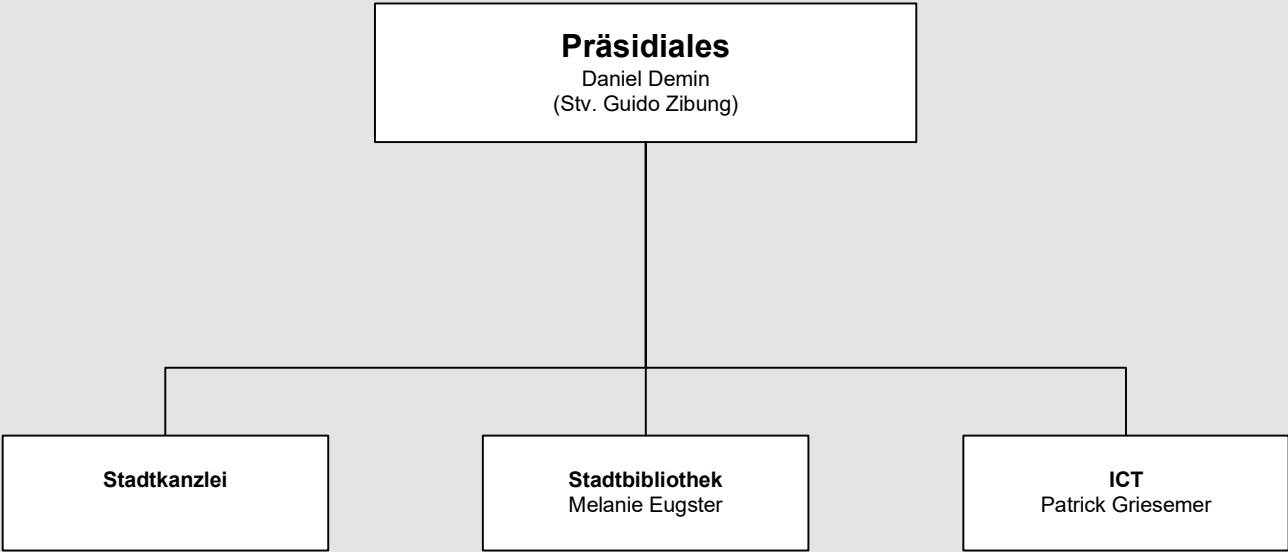 Präsidiales
Daniel Demin
(Stv. Guido Zibung)
Stadtkanzlei
Stadtbibliothek
Melanie Eugster
ICT
Patrick Griesemer